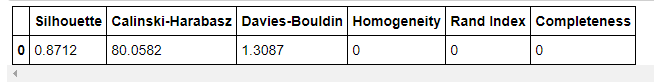 Silhouette Calinski-Harabasz Davies-Bouldin Homogeneity Rand Index Completeness
0 0.8712 80.0582 1.3087 0 0 0